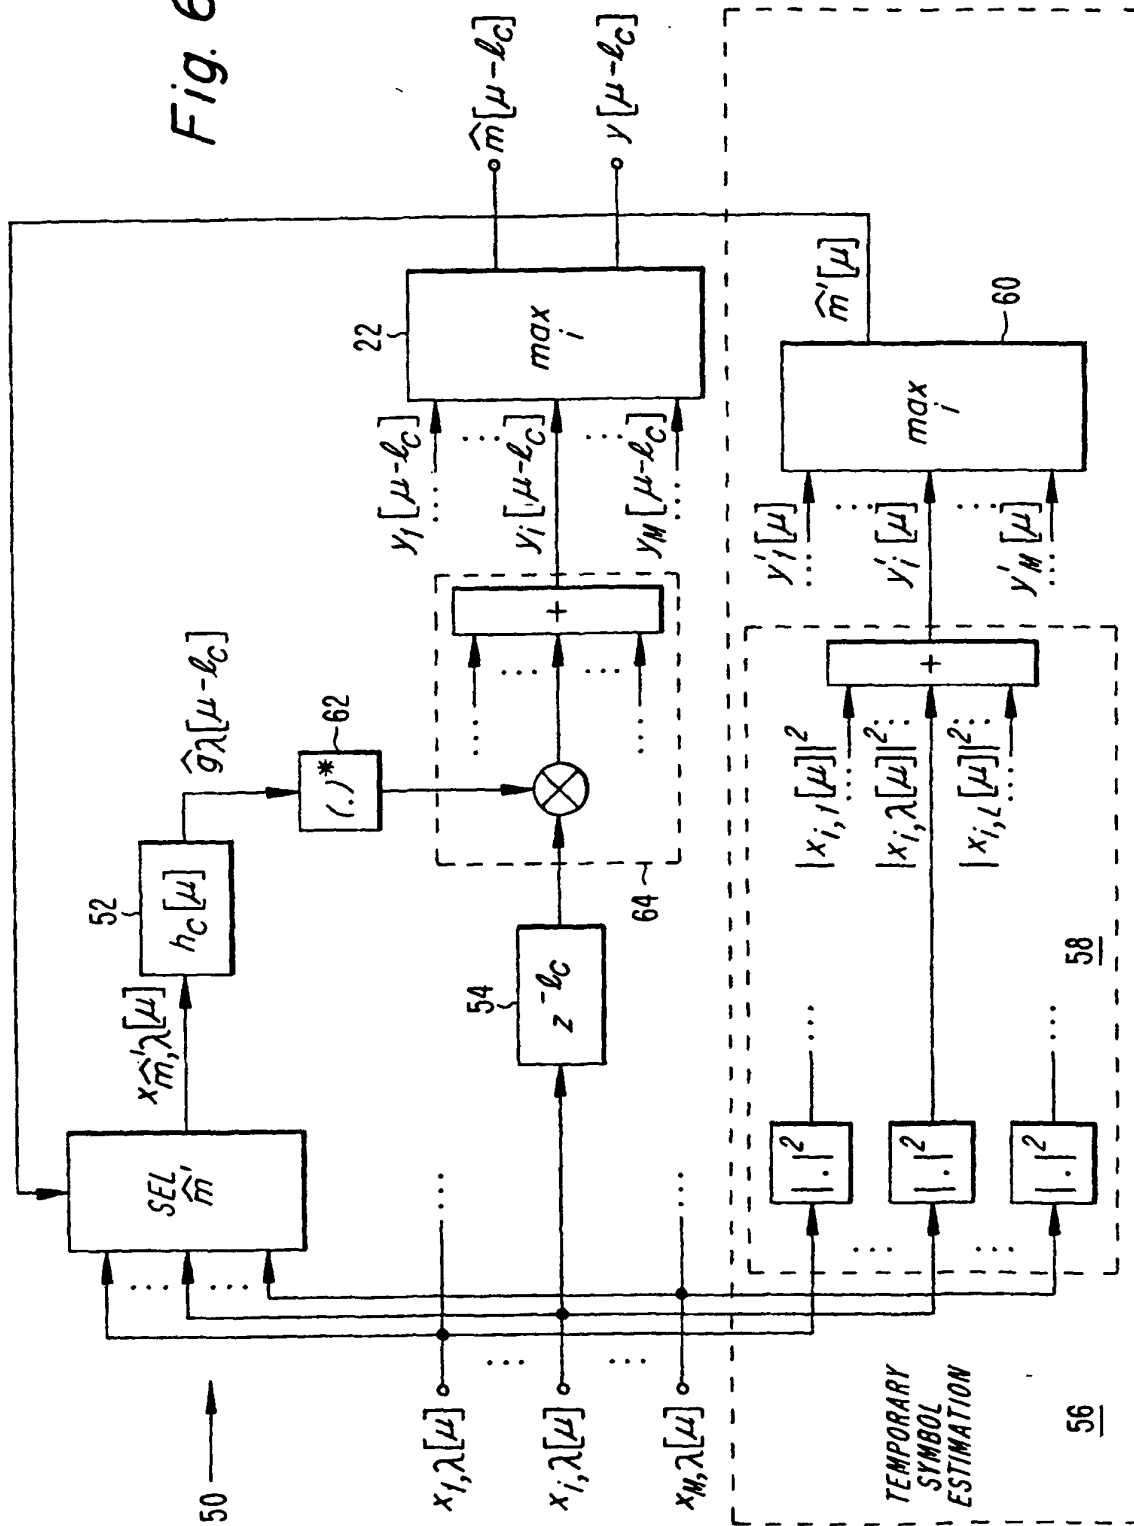 Fig. 6
50
x1,λ[μ]
xi,λ[μ]
xM,λ[μ]
SEL
m̂'
xm̂',λ[μ]
52
hc[μ]
ĝλ[μ-ℓc]
62
(.)*
54
z-ℓc
64
+
y1[μ-ℓc]
yi[μ-ℓc]
yM[μ-ℓc]
22
max
i
m̂[μ-ℓc]
y[μ-ℓc]
TEMPORARY
SYMBOL
ESTIMATION
56
|.|2
|.|2
|.|2
58
|xi,1[μ]|2
|xi,λ[μ]|2
|xi,L[μ]|2
+
y'1[μ]
y'i[μ]
y'M[μ]
max
i
60
m̂'[μ]